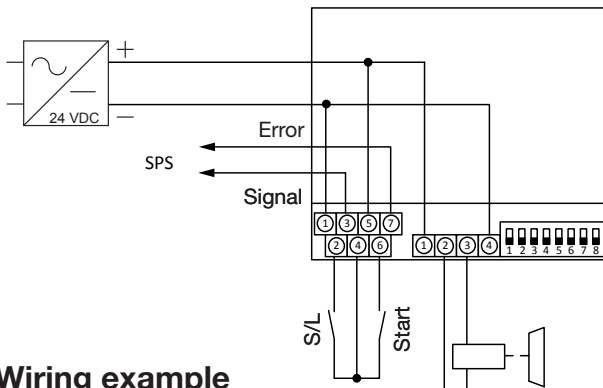 +
24 VDC
−
Error
SPS
Signal
1 3 5 7
2 4 6
1 2 3 4
1 2 3 4 5 6 7 8
S/L
Start
Wiring example